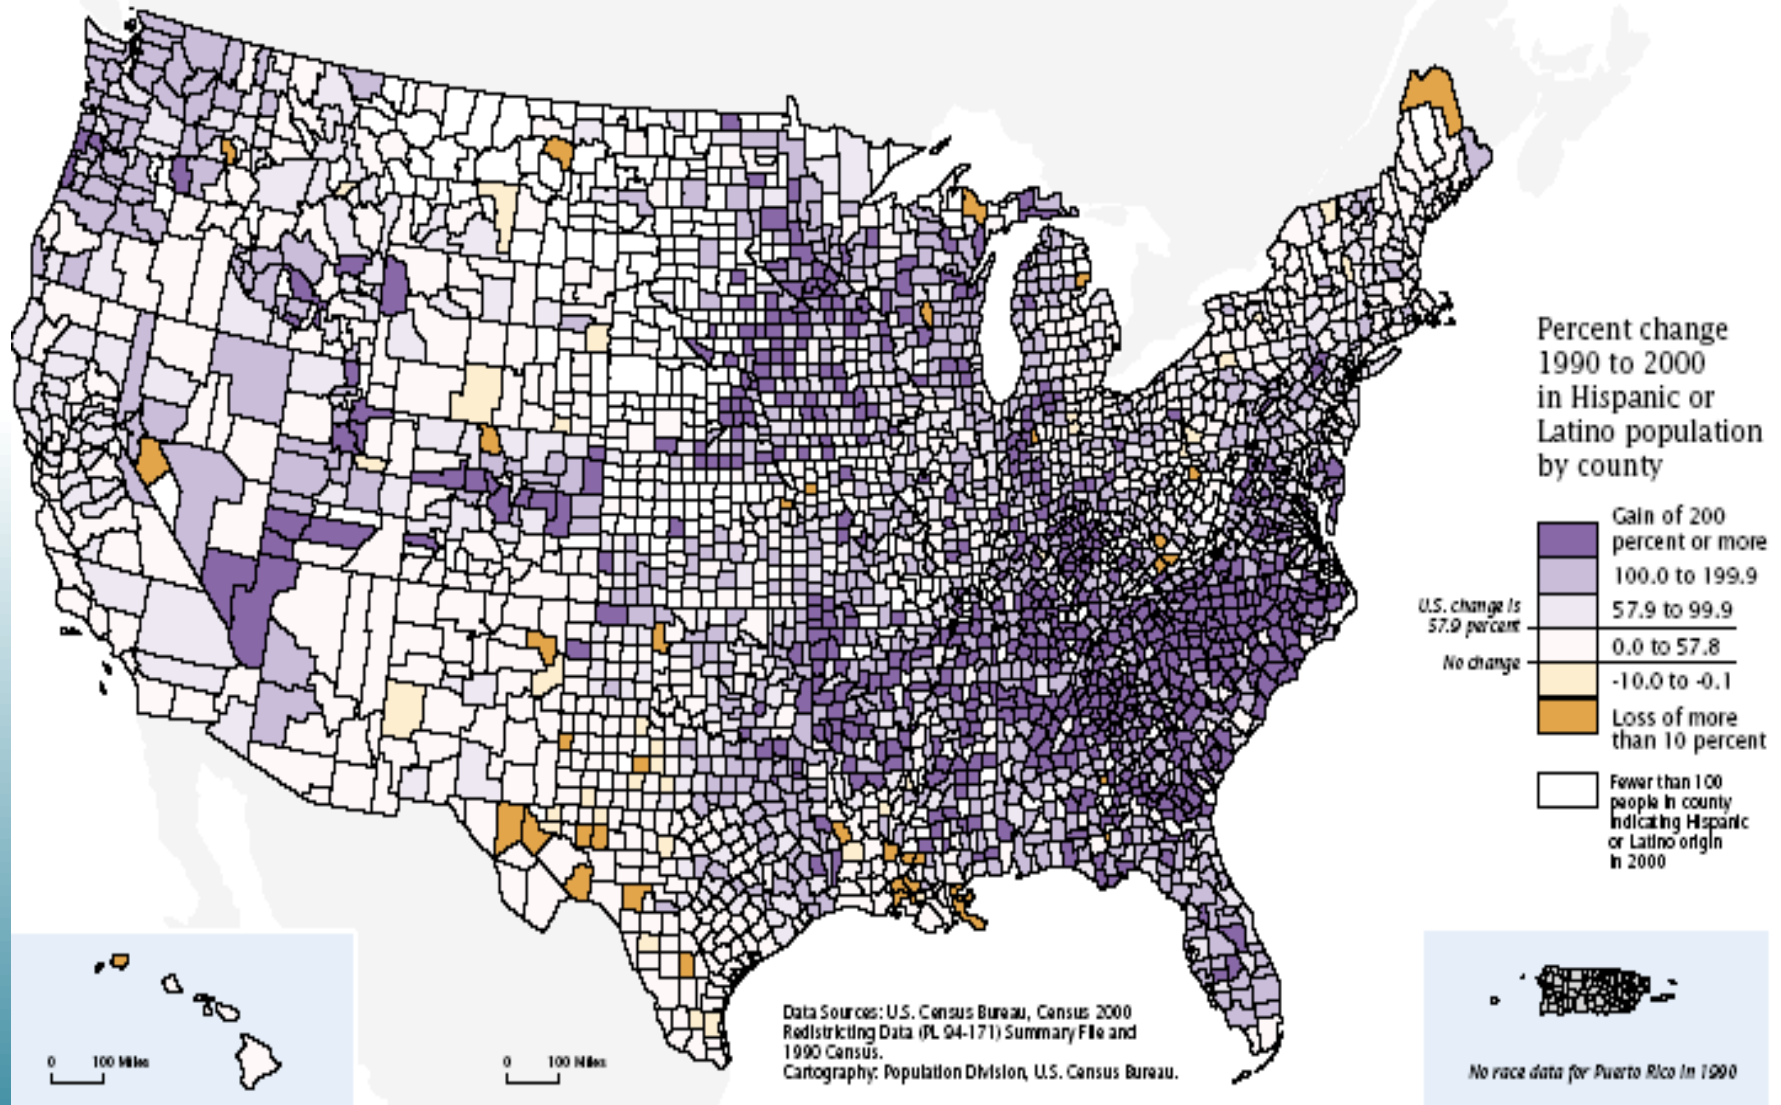 Percent change
1990 to 2000
in Hispanic or
Latino population
by county
Gain of 200
percent or more
100.0 to 199.9
57.9 to 99.9
0.0 to 57.8
-10.0 to -0.1
Loss of more
than 10 percent
U.S. change is
57.9 percent
No change
Fewer than 100
people in county
indicating Hispanic
or Latino origin
in 2000
Data Sources: U.S. Census Bureau, Census 2000
Redistricting Data (PL 94-171) Summary File and
1990 Census.
Cartography: Population Division, U.S. Census Bureau.
0 100 Miles
0 100 Miles
No race data for Puerto Rico in 1990